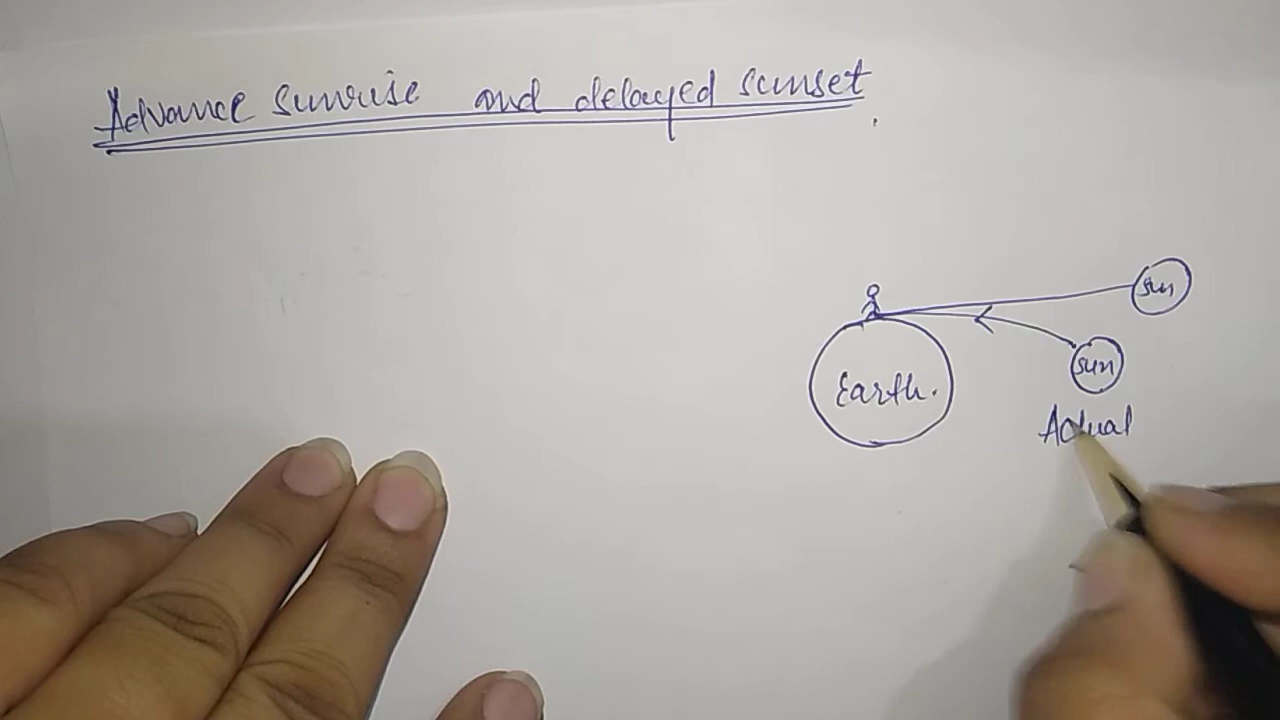 Advance sunrise and delayed sunset.
sun
sun
Earth.
Actual